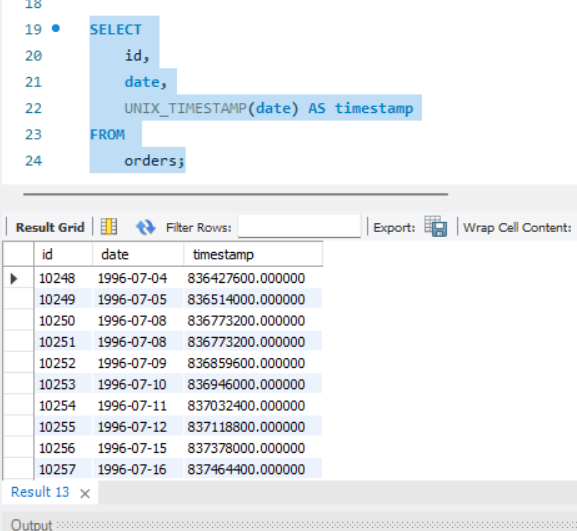 18
19 SELECT
20 id,
21 date,
22 UNIX_TIMESTAMP(date) AS timestamp
23 FROM
24 orders;
Result Grid Filter Rows: Export: Wrap Cell Content:
id date timestamp
10248 1996-07-04 836427600.000000
10249 1996-07-05 836514000.000000
10250 1996-07-08 836773200.000000
10251 1996-07-08 836773200.000000
10252 1996-07-09 836859600.000000
10253 1996-07-10 836946000.000000
10254 1996-07-11 837032400.000000
10255 1996-07-12 837118800.000000
10256 1996-07-15 837378000.000000
10257 1996-07-16 837464400.000000
Result 13 ×
Output